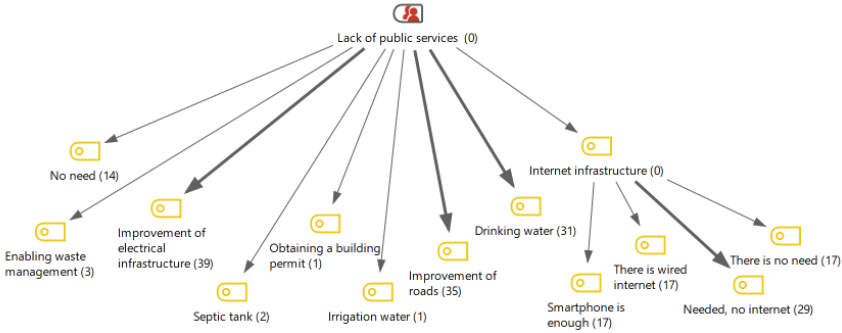 Lack of public services (0)
No need (14)
Internet infrastructure (0)
Enabling waste
management (3)
Improvement of
electrical
infrastructure (39)
Septic tank (2)
Obtaining a building
permit (1)
Irrigation water (1)
Improvement of
roads (35)
Drinking water (31)
Smartphone is
enough (17)
There is wired
internet (17)
Needed, no internet (29)
There is no need (17)